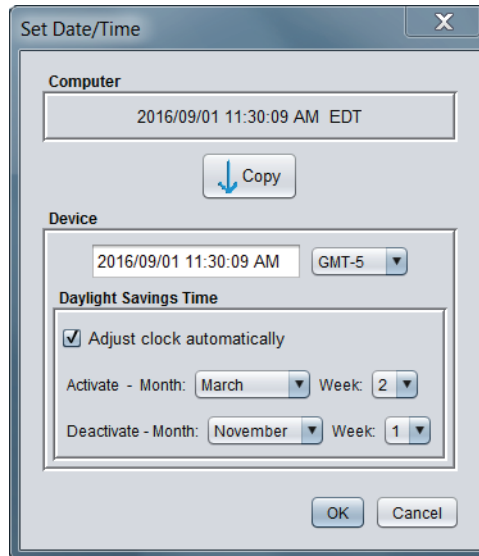 Set Date/Time
X
Computer
2016/09/01 11:30:09 AM EDT
Copy
Device
2016/09/01 11:30:09 AM GMT-5
Daylight Savings Time
Adjust clock automatically
Activate - Month: March Week: 2
Deactivate - Month: November Week: 1
OK Cancel